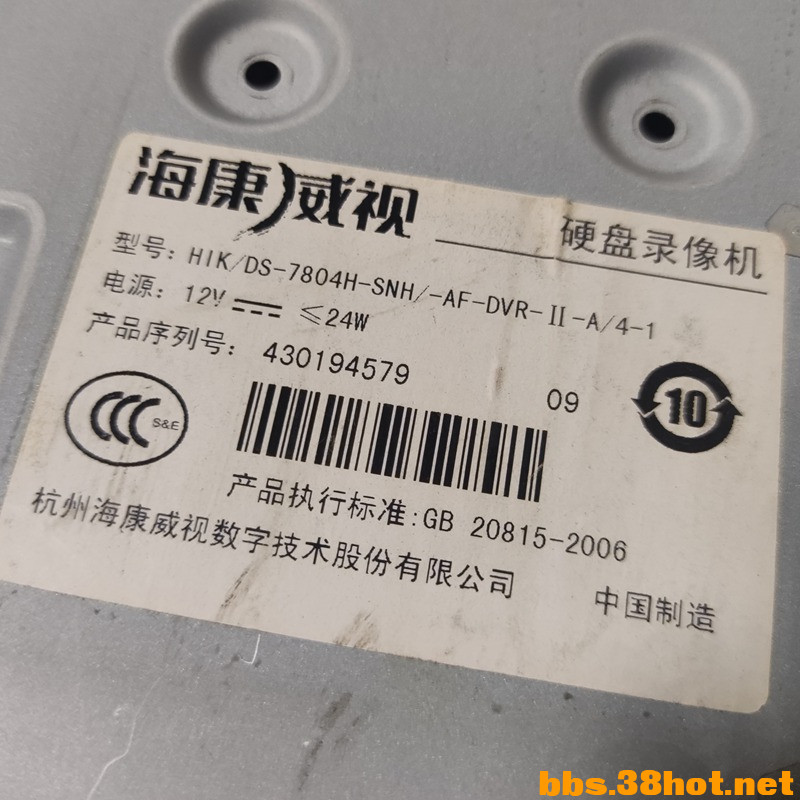 海康威视
硬盘录像机
型号: HIK/DS-7804H-SNH/-AF-DVR-II-A/4-1
电源: 12V ≤24W
产品序列号: 430194579
09
S&E
10
产品执行标准:GB 20815-2006
杭州海康威视数字技术股份有限公司
中国制造
bbs.38hot.net